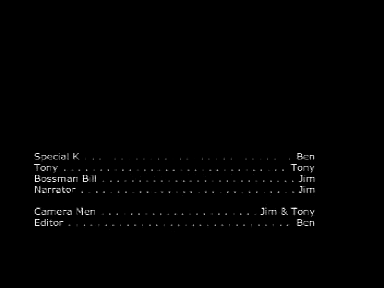 Special K . . . . . . . . . . . . . . . . . . . . . . . . . . . . Ben
Tony . . . . . . . . . . . . . . . . . . . . . . . . . . . . . . Tony
Bossman Bill . . . . . . . . . . . . . . . . . . . . . . . . . . Jim
Narrator . . . . . . . . . . . . . . . . . . . . . . . . . . . . . Jim
Camera Men . . . . . . . . . . . . . . . . . . . . . Jim & Tony
Editor . . . . . . . . . . . . . . . . . . . . . . . . . . . . . . Ben